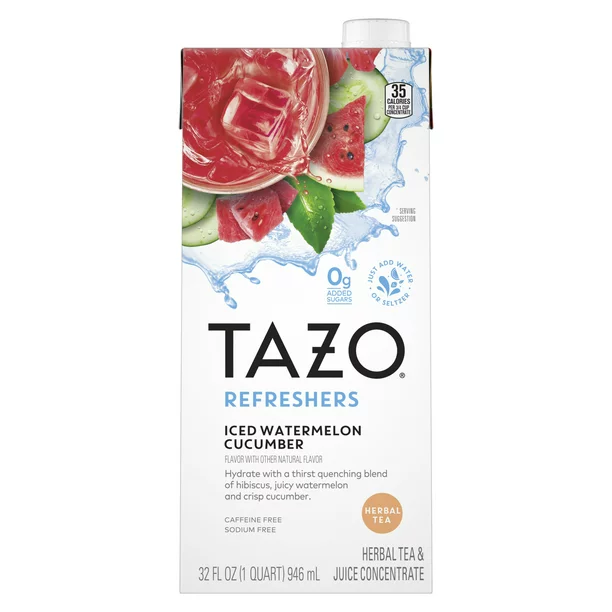 35
CALORIES
PER 3/4 CUP
CONCENTRATE
* SERVING
SUGGESTION
0g
ADDED
SUGARS
JUST ADD WATER
OR SELTZER
TAZO®
REFRESHERS
ICED WATERMELON
CUCUMBER
FLAVOR WITH OTHER NATURAL FLAVOR
Hydrate with a thirst quenching blend
of hibiscus, juicy watermelon
and crisp cucumber.
HERBAL
TEA
CAFFEINE FREE
SODIUM FREE
HERBAL TEA &
JUICE CONCENTRATE
32 FL OZ (1 QUART) 946 mL